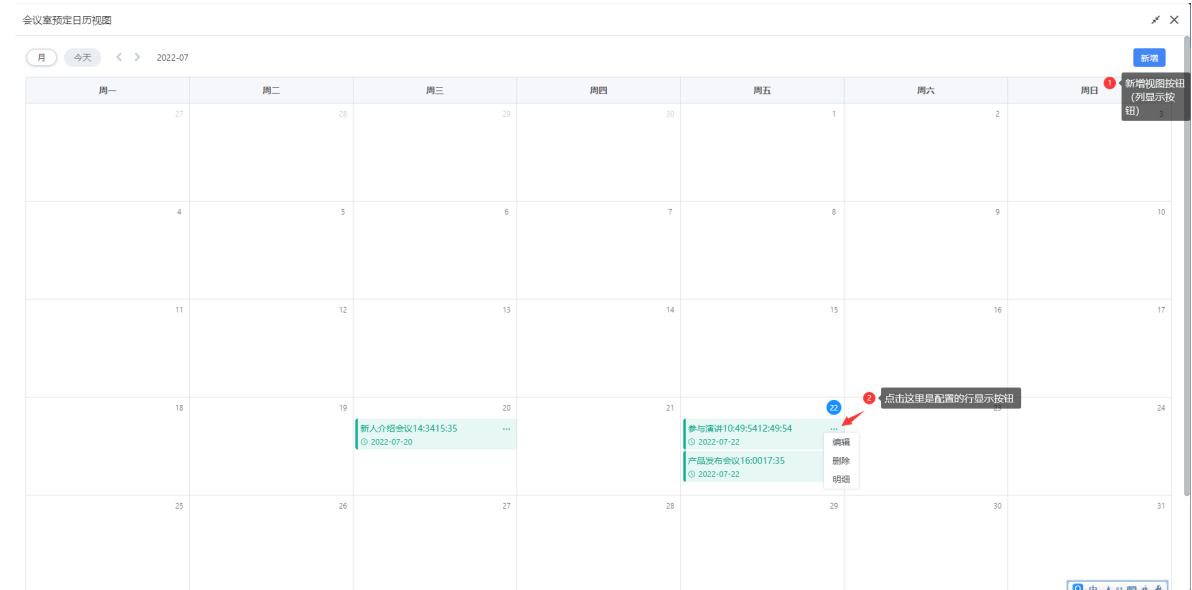 会议室预定日历视图
月 今天 2022-07 新增
周一 周二 周三 周四 周五 周六 周日
1 新增视图按钮
(列显示按
钮)
27 28 29 30 1 2 3
4 5 6 7 8 9 10
11 12 13 14 15 16 17
18 19 20 21 22 23 24
2 点击这里是配置的行显示按钮
新人介绍会议14:3415:35 ...
2022-07-20
参与演讲10:49:5412:49:54 ...
2022-07-22
产品发布会议16:0017:35
2022-07-22
编辑
删除
明细
25 26 27 28 29 30 31
中